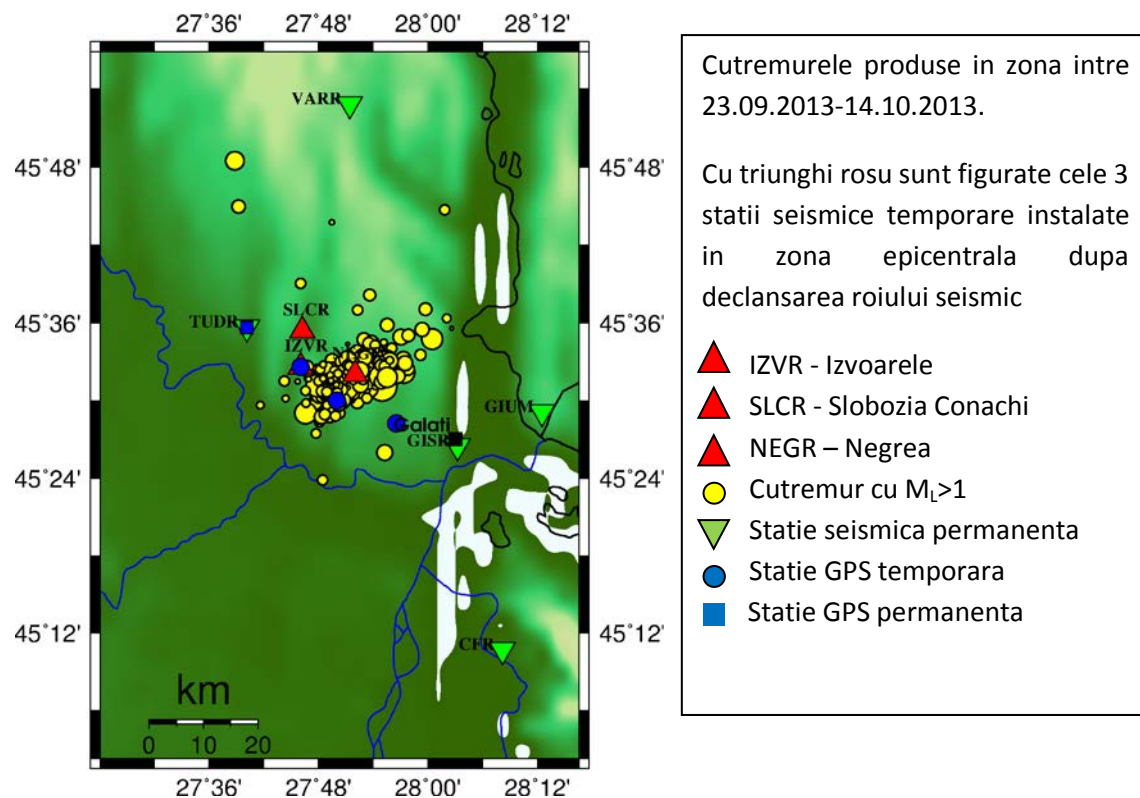 27°36' 27°48' 28°00' 28°12'
VARR
45°48' 45°48'
SLCR
45°36' TUDR 45°36'
IZVR
GIUM
Galati
GISR
45°24' 45°24'
45°12' 45°12'
CFR
km
0 10 20
27°36' 27°48' 28°00' 28°12'
Cutremurele produse in zona intre
23.09.2013-14.10.2013.
Cu triunghi rosu sunt figurate cele 3
statii seismice temporare instalate
in zona epicentrala dupa
declansarea roiului seismic
IZVR - Izvoarele
SLCR - Slobozia Conachi
NEGR – Negrea
Cutremur cu ML>1
Statie seismica permanenta
Statie GPS temporara
Statie GPS permanenta